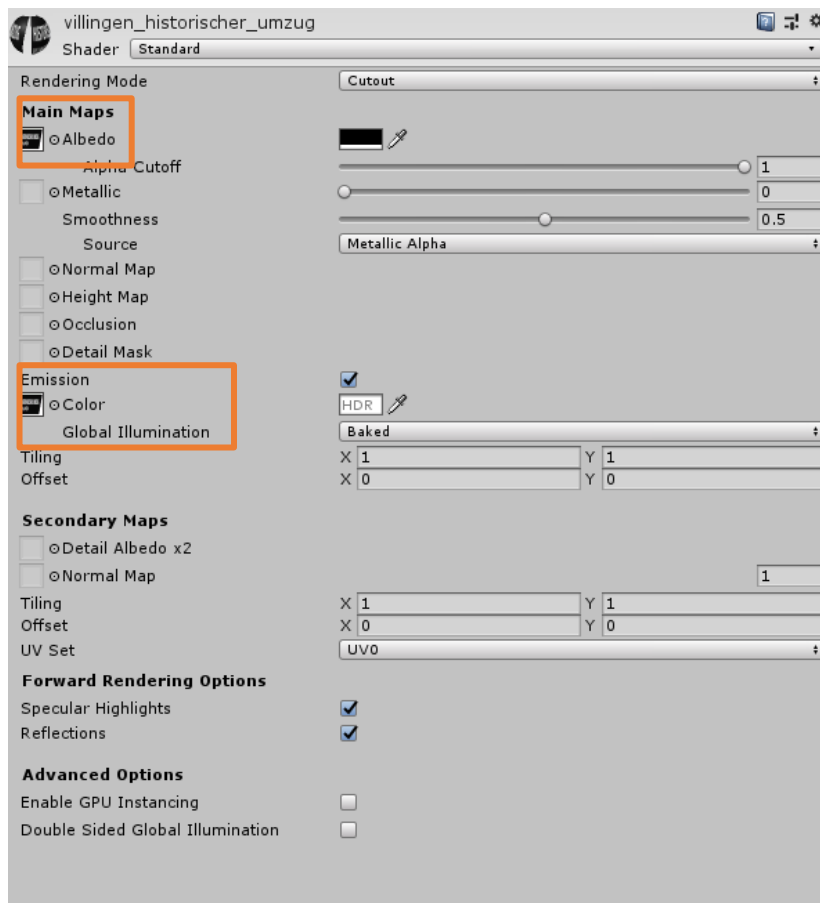 villingen_historischer_umzug
Shader Standard
Rendering Mode Cutout
Main Maps
Albedo
Alpha Cutoff 1
Metallic 0
Smoothness 0.5
Source Metallic Alpha
Normal Map
Height Map
Occlusion
Detail Mask
Emission
Color HDR
Global Illumination Baked
Tiling X 1 Y 1
Offset X 0 Y 0
Secondary Maps
Detail Albedo x2
Normal Map 1
Tiling X 1 Y 1
Offset X 0 Y 0
UV Set UV0
Forward Rendering Options
Specular Highlights
Reflections
Advanced Options
Enable GPU Instancing
Double Sided Global Illumination